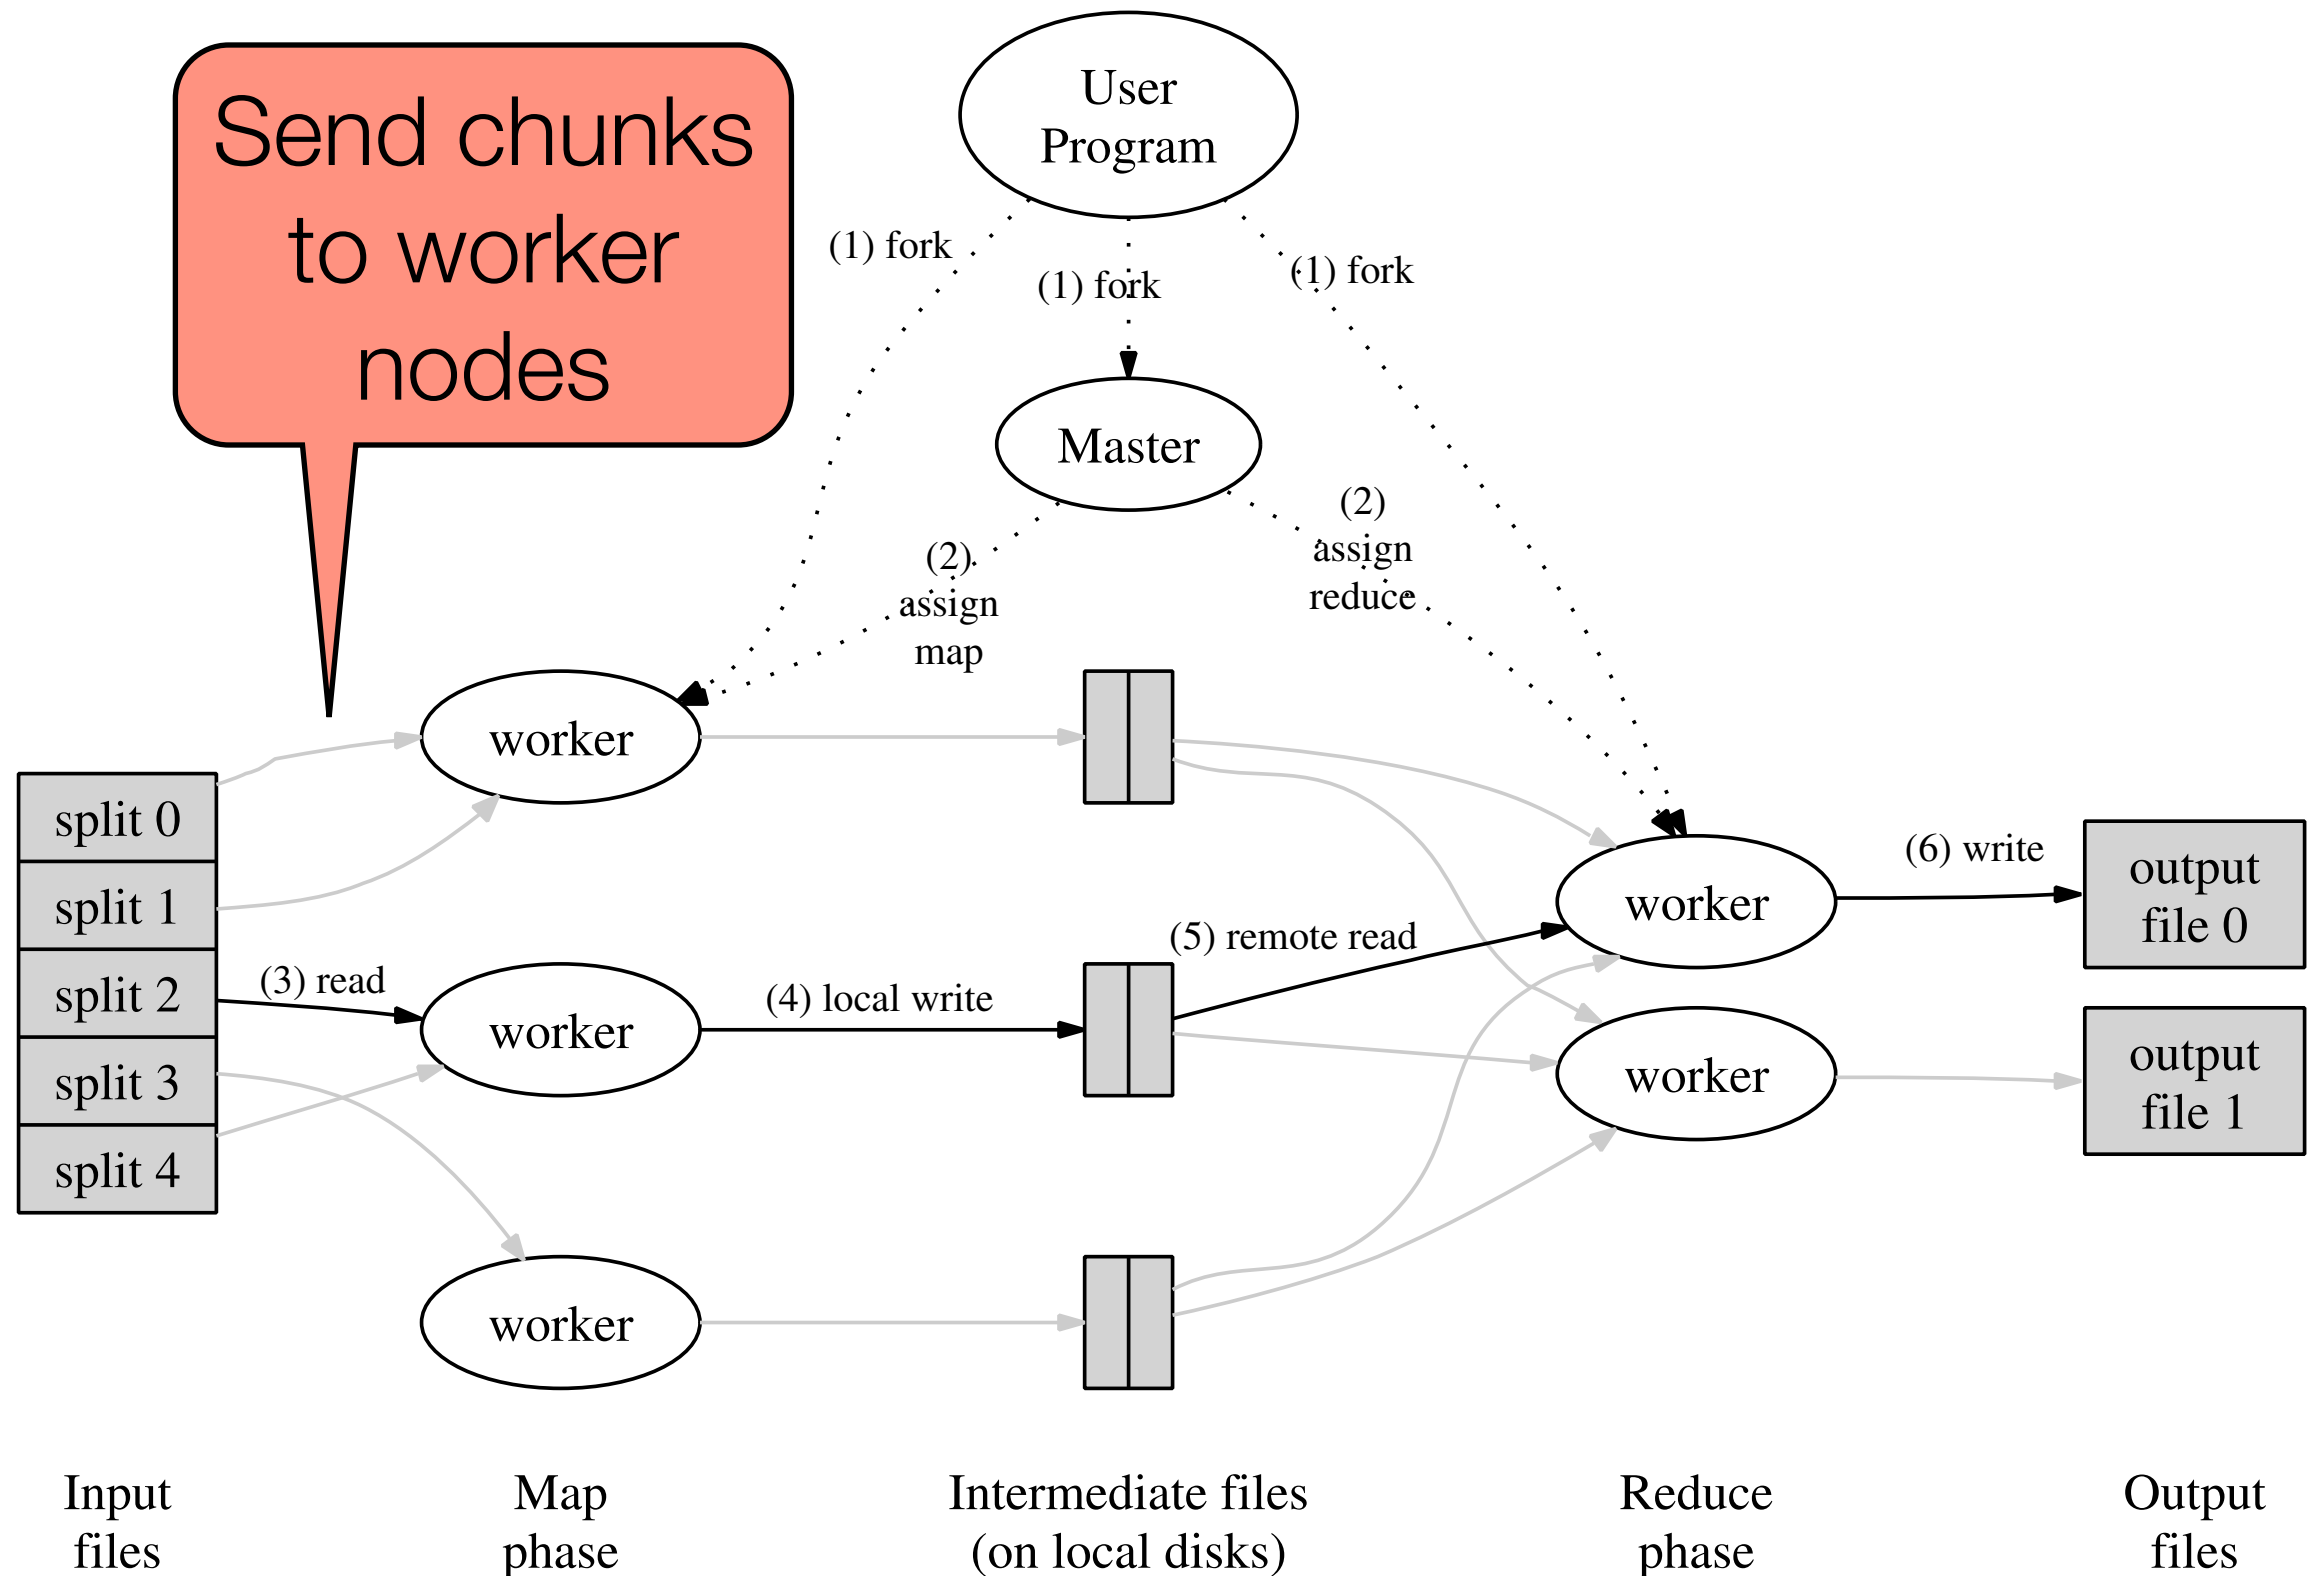 Send chunks
to worker
nodes
User
Program
(1) fork
(1) fork
(1) fork
Master
(2)
assign
map
(2)
assign
reduce
worker
split 0
split 1
split 2
split 3
split 4
(3) read
worker
(4) local write
(5) remote read
worker
(6) write
output
file 0
worker
output
file 1
worker
Input
files
Map
phase
Intermediate files
(on local disks)
Reduce
phase
Output
files